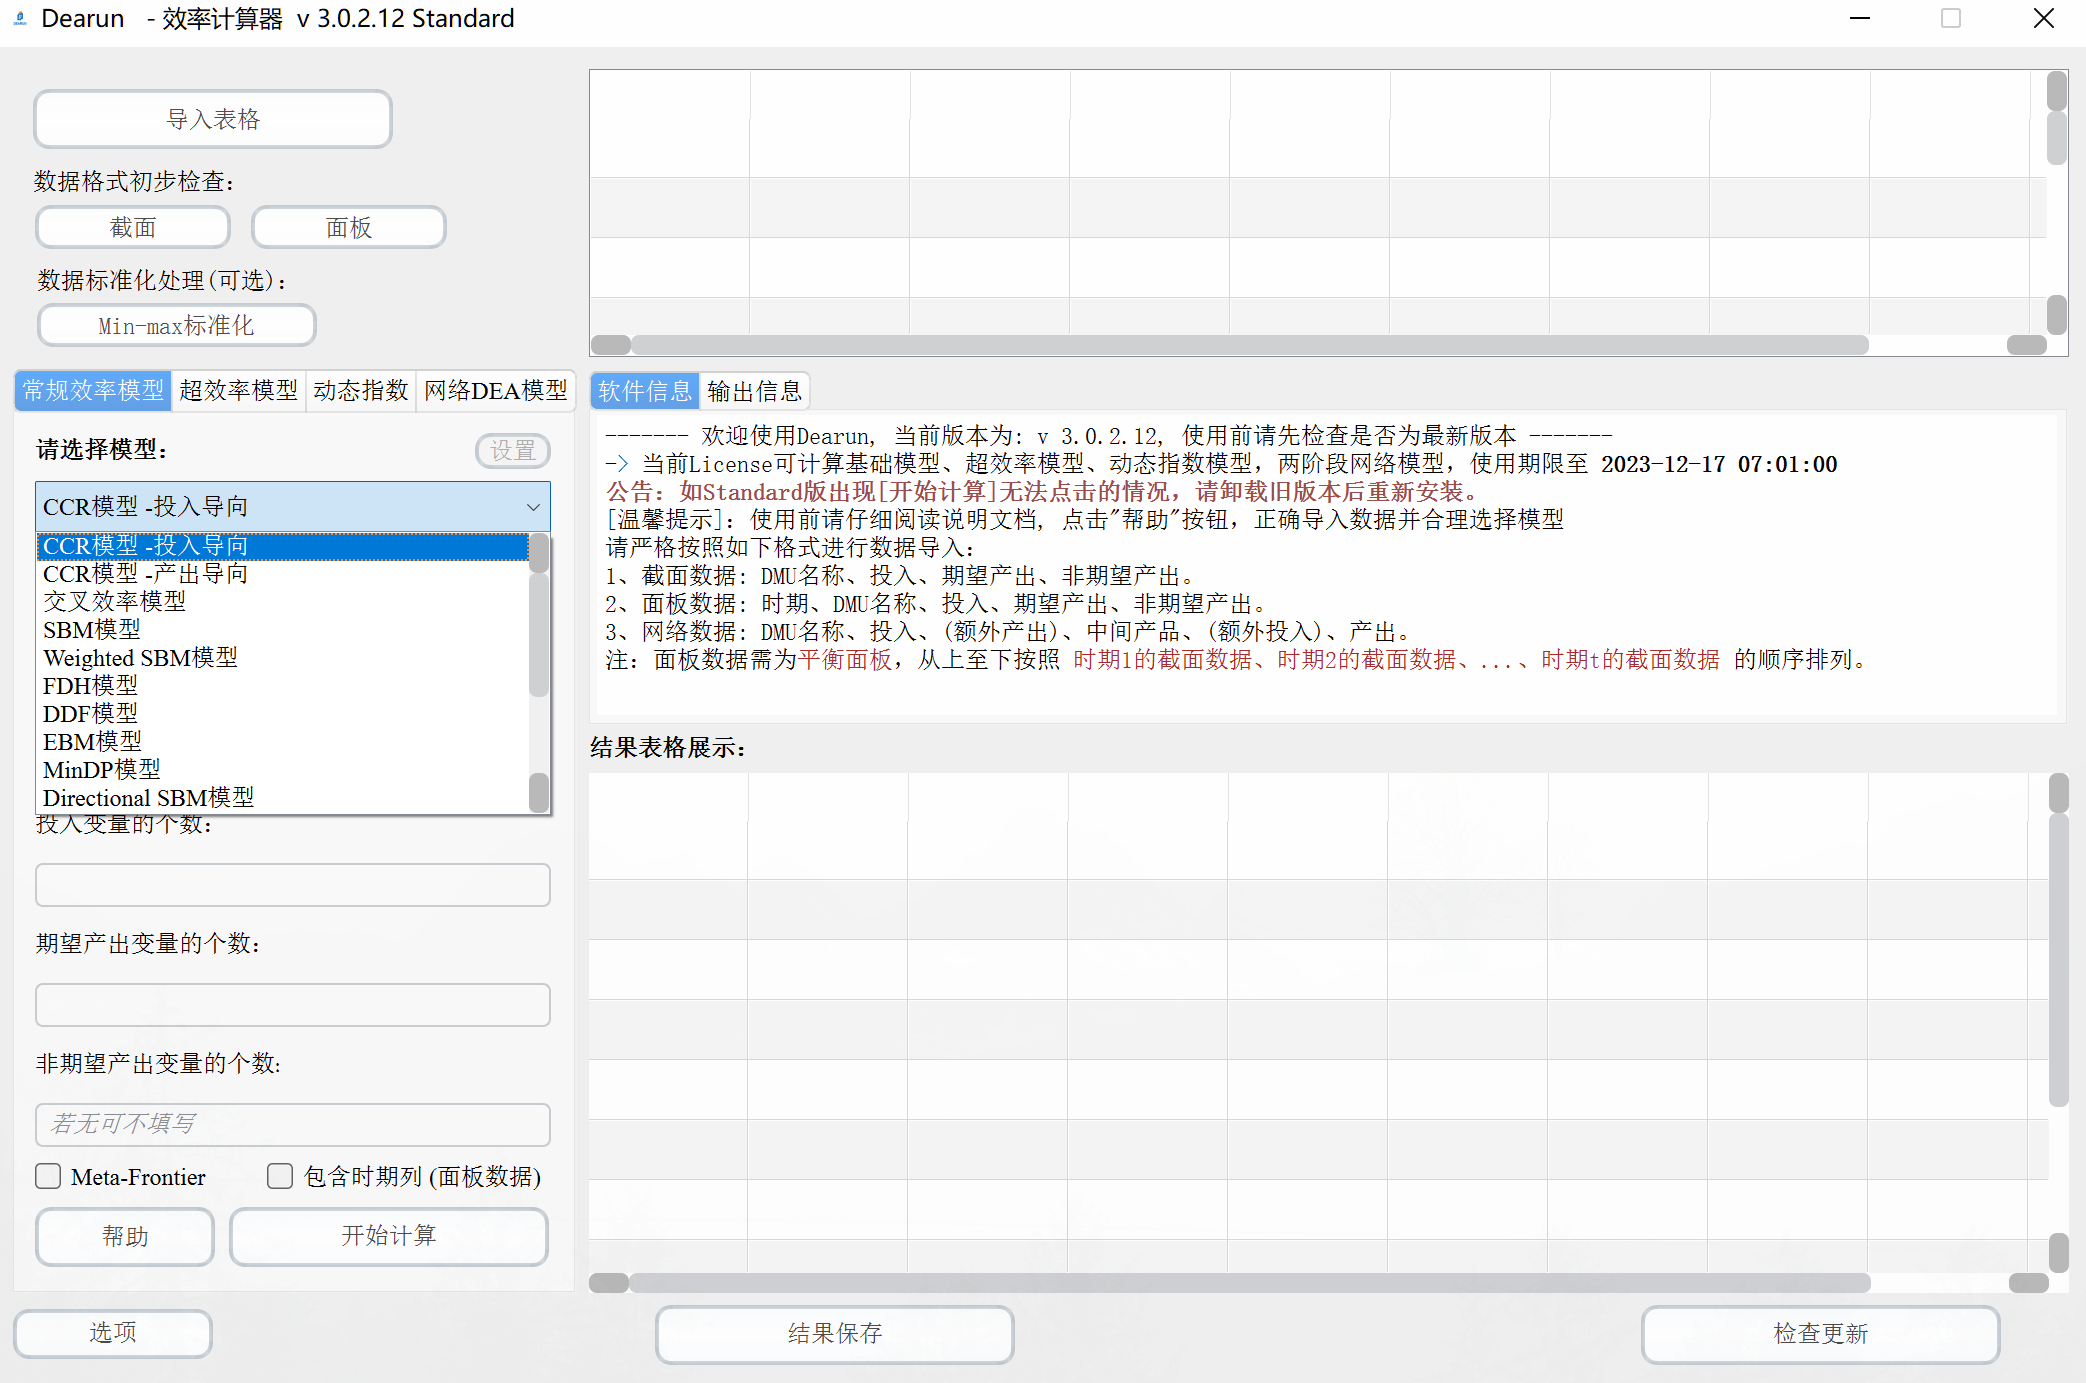 Dearun - 效率计算器 v 3.0.2.12 Standard
导入表格
数据格式初步检查：
截面
面板
数据标准化处理(可选)：
Min-max标准化
常规效率模型
超效率模型
动态指数
网络DEA模型
请选择模型：
设置
CCR模型 -投入导向
CCR模型 -投入导向
CCR模型 -产出导向
交叉效率模型
SBM模型
Weighted SBM模型
FDH模型
DDF模型
EBM模型
MinDP模型
Directional SBM模型
投入变量的个数：
期望产出变量的个数：
非期望产出变量的个数：
若无可不填写
Meta-Frontier
包含时期列 (面板数据)
帮助
开始计算
选项
软件信息
输出信息
------- 欢迎使用Dearun, 当前版本为: v 3.0.2.12, 使用前请先检查是否为最新版本 -------
-> 当前License可计算基础模型、超效率模型、动态指数模型，两阶段网络模型，使用期限至 2023-12-17 07:01:00
公告：如Standard版出现[开始计算]无法点击的情况，请卸载旧版本后重新安装。
[温馨提示]：使用前请仔细阅读说明文档, 点击"帮助"按钮，正确导入数据并合理选择模型
请严格按照如下格式进行数据导入：
1、截面数据: DMU名称、投入、期望产出、非期望产出。
2、面板数据: 时期、DMU名称、投入、期望产出、非期望产出。
3、网络数据: DMU名称、投入、(额外产出)、中间产品、(额外投入)、产出。
注：面板数据需为平衡面板，从上至下按照 时期1的截面数据、时期2的截面数据、...、时期t的截面数据 的顺序排列。
结果表格展示：
结果保存
检查更新